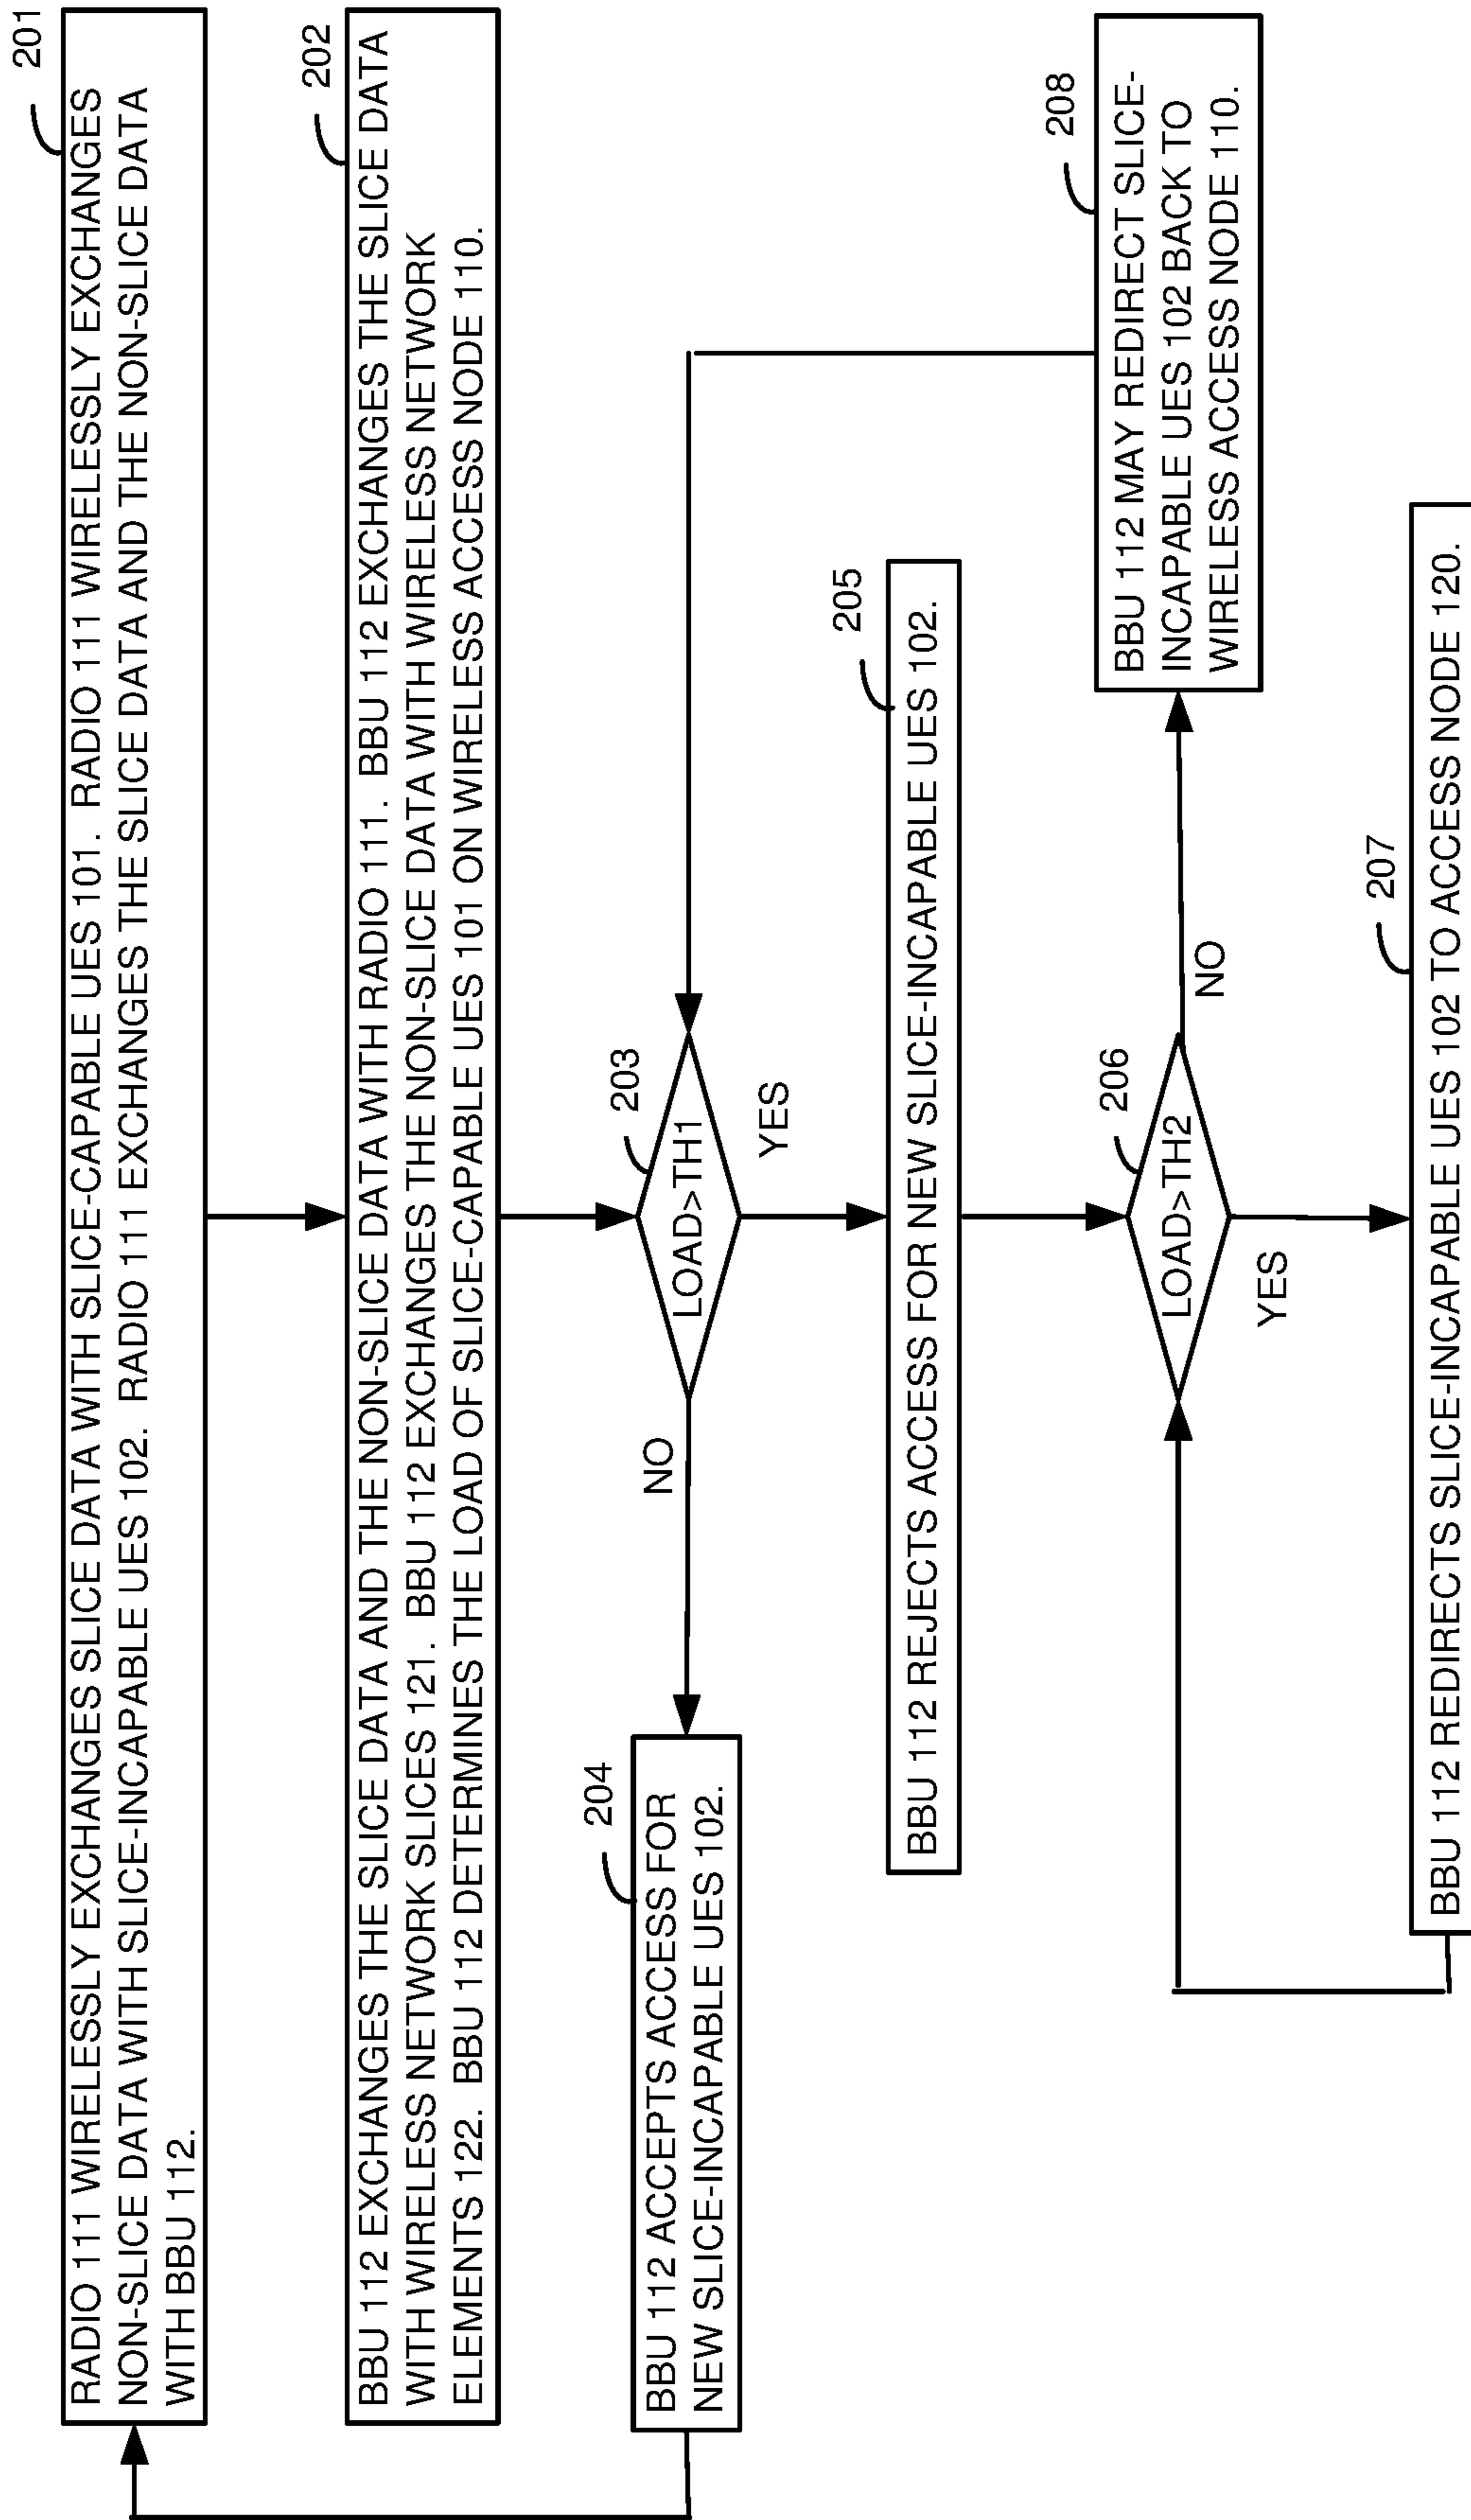 201
RADIO 111 WIRELESSLY EXCHANGES SLICE DATA WITH SLICE-CAPABLE UES 101. RADIO 111 WIRELESSLY EXCHANGES
NON-SLICE DATA WITH SLICE-INCAPABLE UES 102. RADIO 111 EXCHANGES THE SLICE DATA AND THE NON-SLICE DATA
WITH BBU 112.
202
BBU 112 EXCHANGES THE SLICE DATA AND THE NON-SLICE DATA WITH RADIO 111. BBU 112 EXCHANGES THE SLICE DATA
WITH WIRELESS NETWORK SLICES 121. BBU 112 EXCHANGES THE NON-SLICE DATA WITH WIRELESS NETWORK
ELEMENTS 122. BBU 112 DETERMINES THE LOAD OF SLICE-CAPABLE UES 101 ON WIRELESS ACCESS NODE 110.
203
LOAD>TH1
NO
YES
204
BBU 112 ACCEPTS ACCESS FOR
NEW SLICE-INCAPABLE UES 102.
205
BBU 112 REJECTS ACCESS FOR NEW SLICE-INCAPABLE UES 102.
206
LOAD>TH2
NO
YES
208
BBU 112 MAY REDIRECT SLICE-
INCAPABLE UES 102 BACK TO
WIRELESS ACCESS NODE 110.
207
BBU 112 REDIRECTS SLICE-INCAPABLE UES 102 TO ACCESS NODE 120.